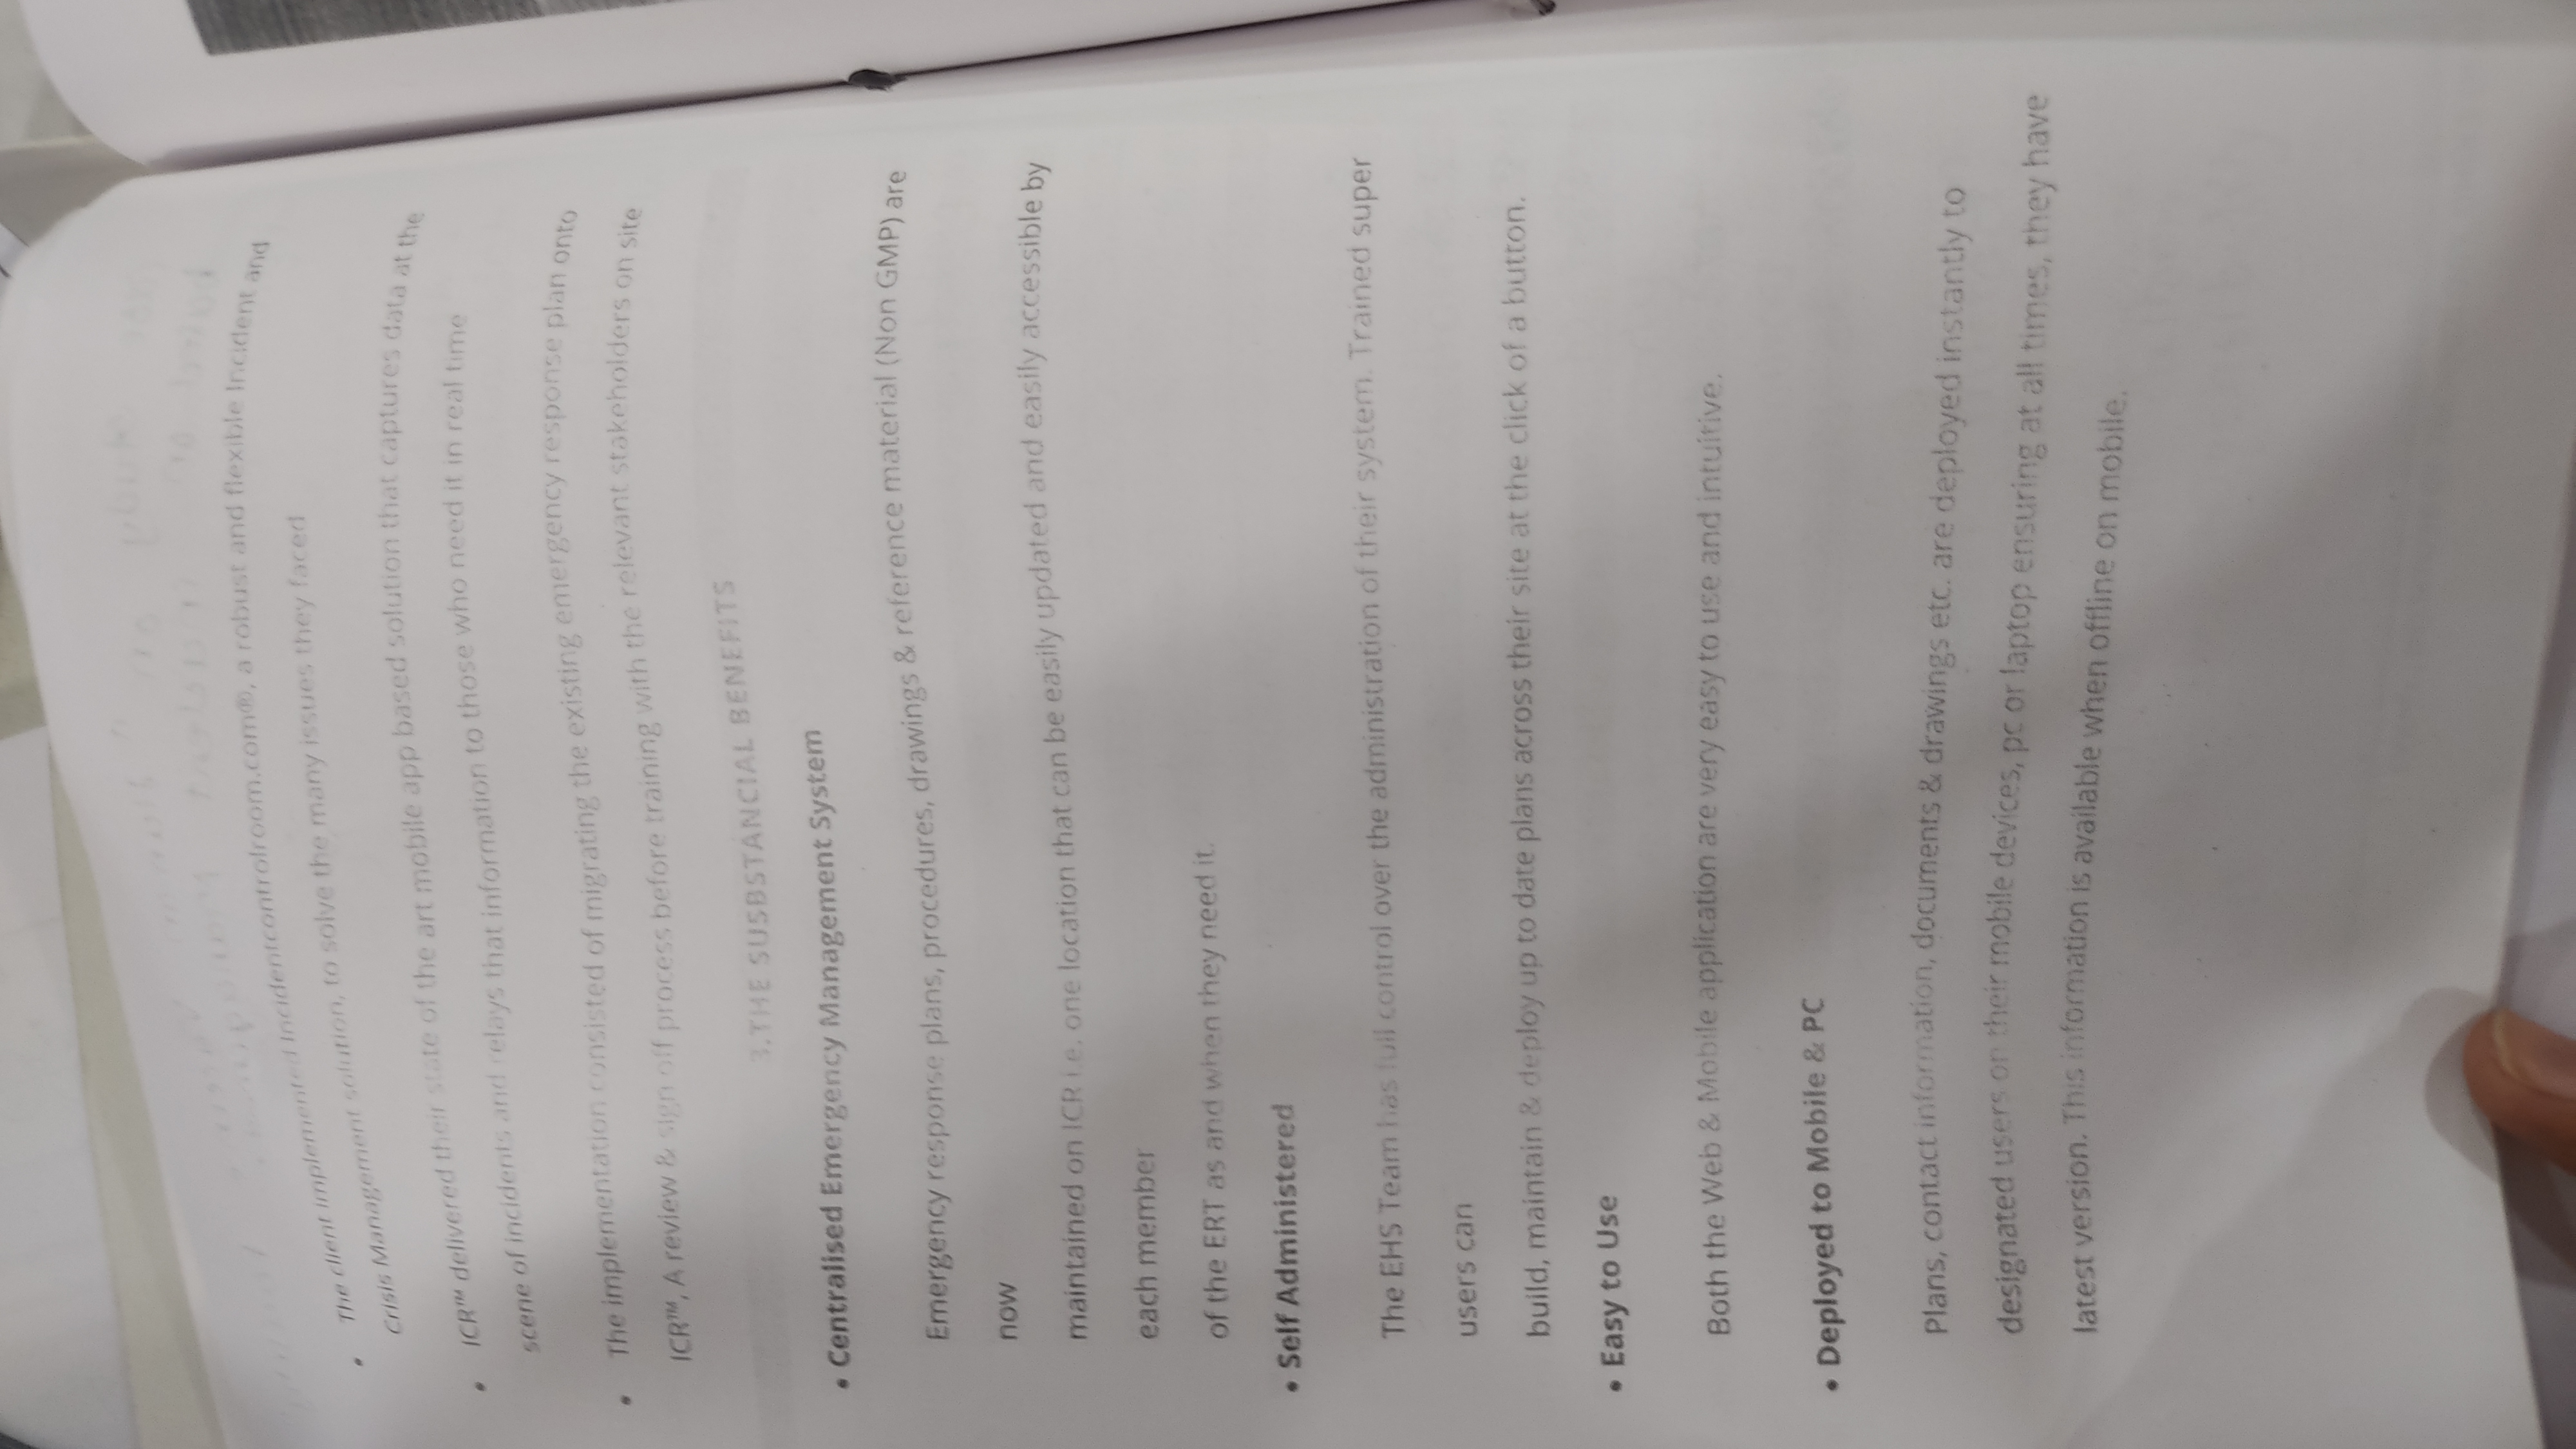 • The client implemented Incidentcontrolroom.com®, a robust and flexible Incident and
Crisis Management solution, to solve the many issues they faced
• ICR™ delivered their state of the art mobile app based solution that captures data at the
scene of incidents and relays that information to those who need it in real time
• The implementation consisted of migrating the existing emergency response plan onto
ICR™, A review & sign off process before training with the relevant stakeholders on site
3.THE SUSBSTANCIAL BENEFITS
• Centralised Emergency Management System
Emergency response plans, procedures, drawings & reference material (Non GMP) are
now
maintained on ICR i.e. one location that can be easily updated and easily accessible by
each member
of the ERT as and when they need it.
• Self Administered
The EHS Team has full control over the administration of their system. Trained super
users can
build, maintain & deploy up to date plans across their site at the click of a button.
• Easy to Use
Both the Web & Mobile application are very easy to use and intuitive.
• Deployed to Mobile & PC
Plans, contact information, documents & drawings etc. are deployed instantly to
designated users on their mobile devices, pc or laptop ensuring at all times, they have
latest version. This information is available when offline on mobile.